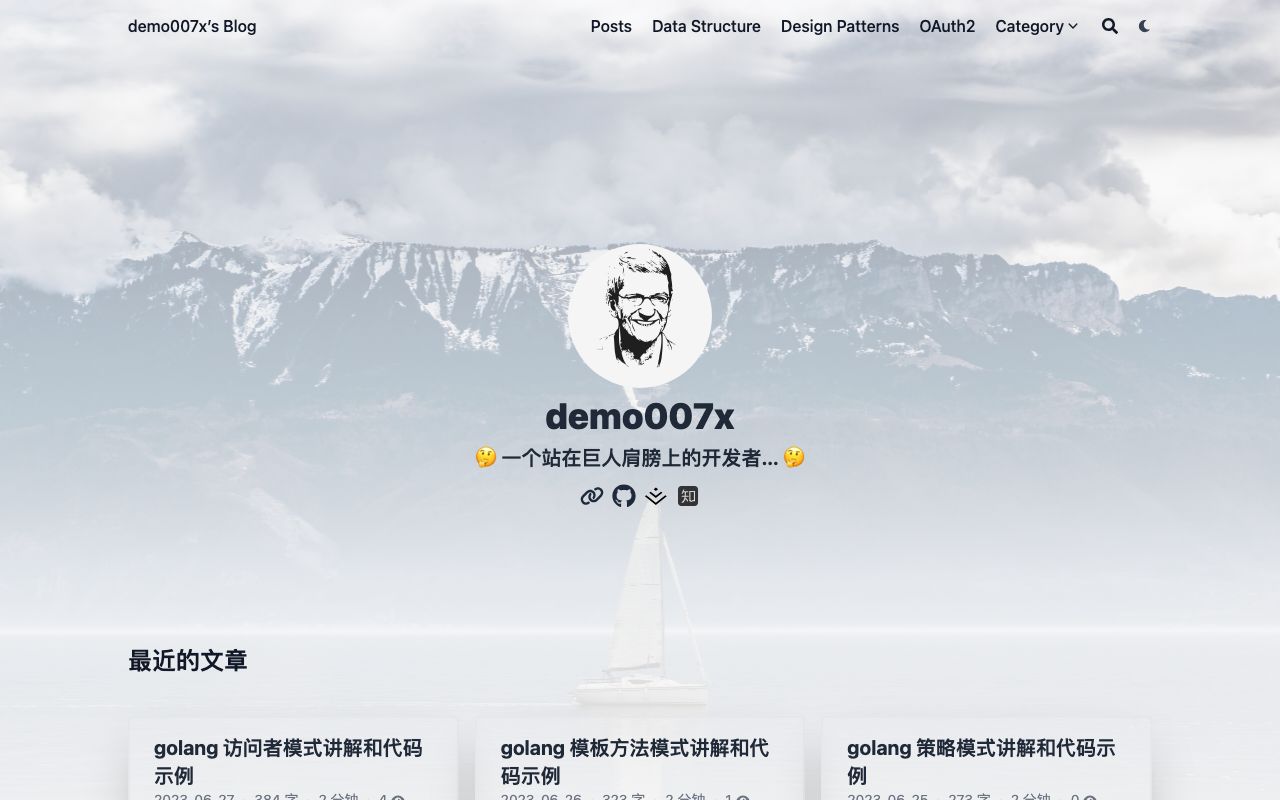 demo007x's Blog
Posts Data Structure Design Patterns OAuth2 Category
demo007x
🤔 一个站在巨人肩膀上的开发者... 🤔
知
最近的文章
golang 访问者模式讲解和代码
示例
2023-06-27 · 384 字 · 2 分钟 · 4
golang 模板方法模式讲解和代
码示例
2023-06-26 · 323 字 · 2 分钟 · 1
golang 策略模式讲解和代码示
例
2023-06-25 · 273 字 · 2 分钟 · 0